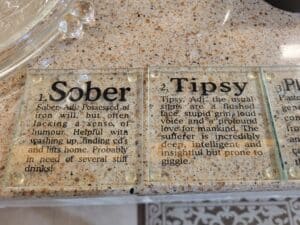 1. Sober
Sober. Adj: Possessed of
iron will, but often
lacking a sense of
humour. Helpful with
washing up, finding cd's
and lifts home. Probably
in need of several stiff
drinks!
2. Tipsy
Tipsy. Adj: the usual
signs are a flushed
face, stupid grin, loud
voice and a profound
love for mankind. The
sufferer is incredibly
deep, intelligent and
insightful but prone to
giggle.
3.